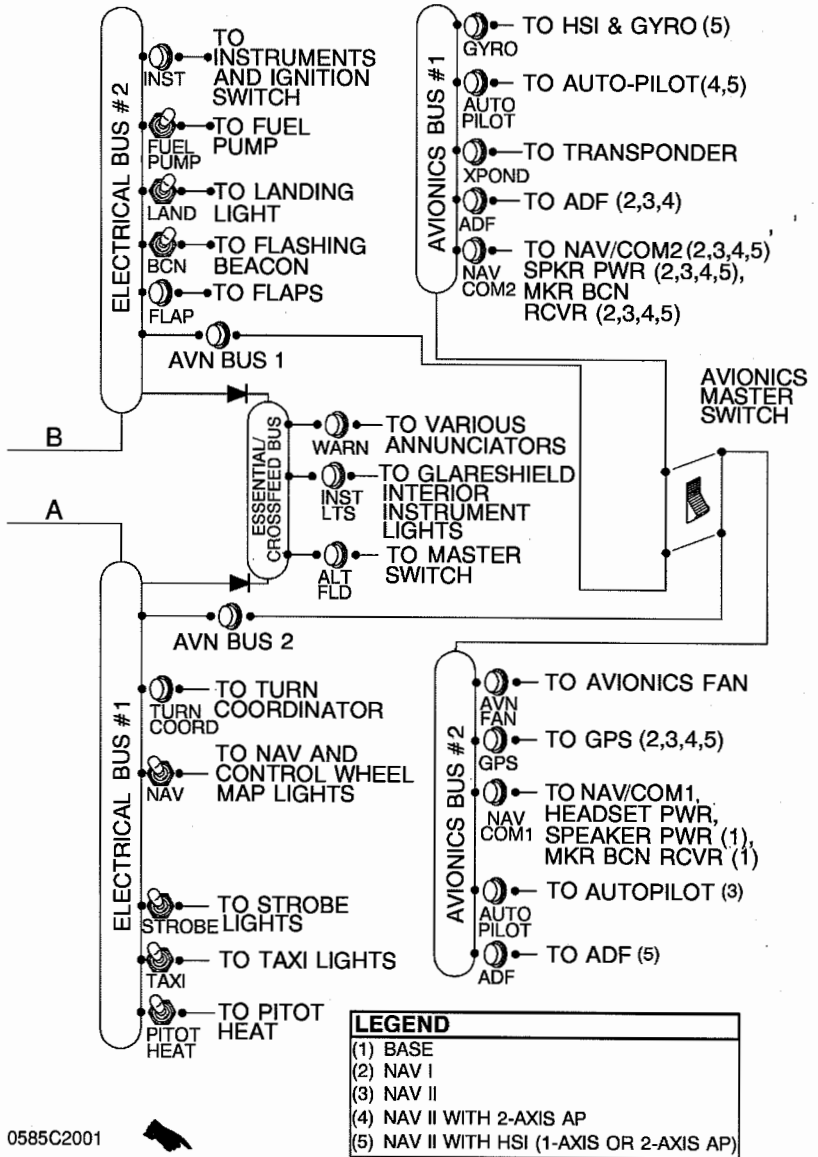 ELECTRICAL BUS #2
INST
TO
INSTRUMENTS
AND IGNITION
SWITCH
FUEL
PUMP
TO FUEL
PUMP
LAND
TO LANDING
LIGHT
BCN
TO FLASHING
BEACON
FLAP
TO FLAPS
AVN BUS 1
AVIONICS BUS #1
GYRO
TO HSI & GYRO (5)
AUTO
PILOT
TO AUTO-PILOT(4,5)
XPOND
TO TRANSPONDER
ADF
TO ADF (2,3,4)
NAV
COM2
TO NAV/COM2 (2,3,4,5)
SPKR PWR (2,3,4,5),
MKR BCN
RCVR (2,3,4,5)
AVIONICS
MASTER
SWITCH
B
A
ESSENTIAL/
CROSSFEED BUS
WARN
TO VARIOUS
ANNUNCIATORS
INST
LTS
TO GLARESHIELD
INTERIOR
INSTRUMENT
LIGHTS
ALT
FLD
TO MASTER
SWITCH
ELECTRICAL BUS #1
AVN BUS 2
TURN
COORD
TO TURN
COORDINATOR
NAV
TO NAV AND
CONTROL WHEEL
MAP LIGHTS
STROBE
TO STROBE
LIGHTS
TAXI
TO TAXI LIGHTS
PITOT
HEAT
TO PITOT
HEAT
AVIONICS BUS #2
AVN
FAN
TO AVIONICS FAN
GPS
TO GPS (2,3,4,5)
NAV
COM1
TO NAV/COM1,
HEADSET PWR,
SPEAKER PWR (1),
MKR BCN RCVR (1)
AUTO
PILOT
TO AUTOPILOT (3)
ADF
TO ADF (5)
LEGEND
(1) BASE
(2) NAV I
(3) NAV II
(4) NAV II WITH 2-AXIS AP
(5) NAV II WITH HSI (1-AXIS OR 2-AXIS AP)
0585C2001